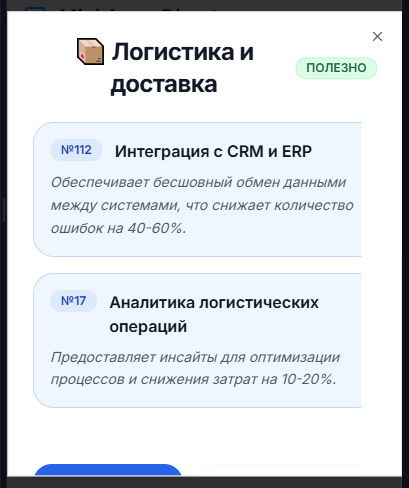 Логистика и
доставка
ПОЛЕЗНО
№112 Интеграция с CRM и ERP
Обеспечивает бесшовный обмен данными
между системами, что снижает количество
ошибок на 40-60%.
№17 Аналитика логистических
операций
Предоставляет инсайты для оптимизации
процессов и снижения затрат на 10-20%.